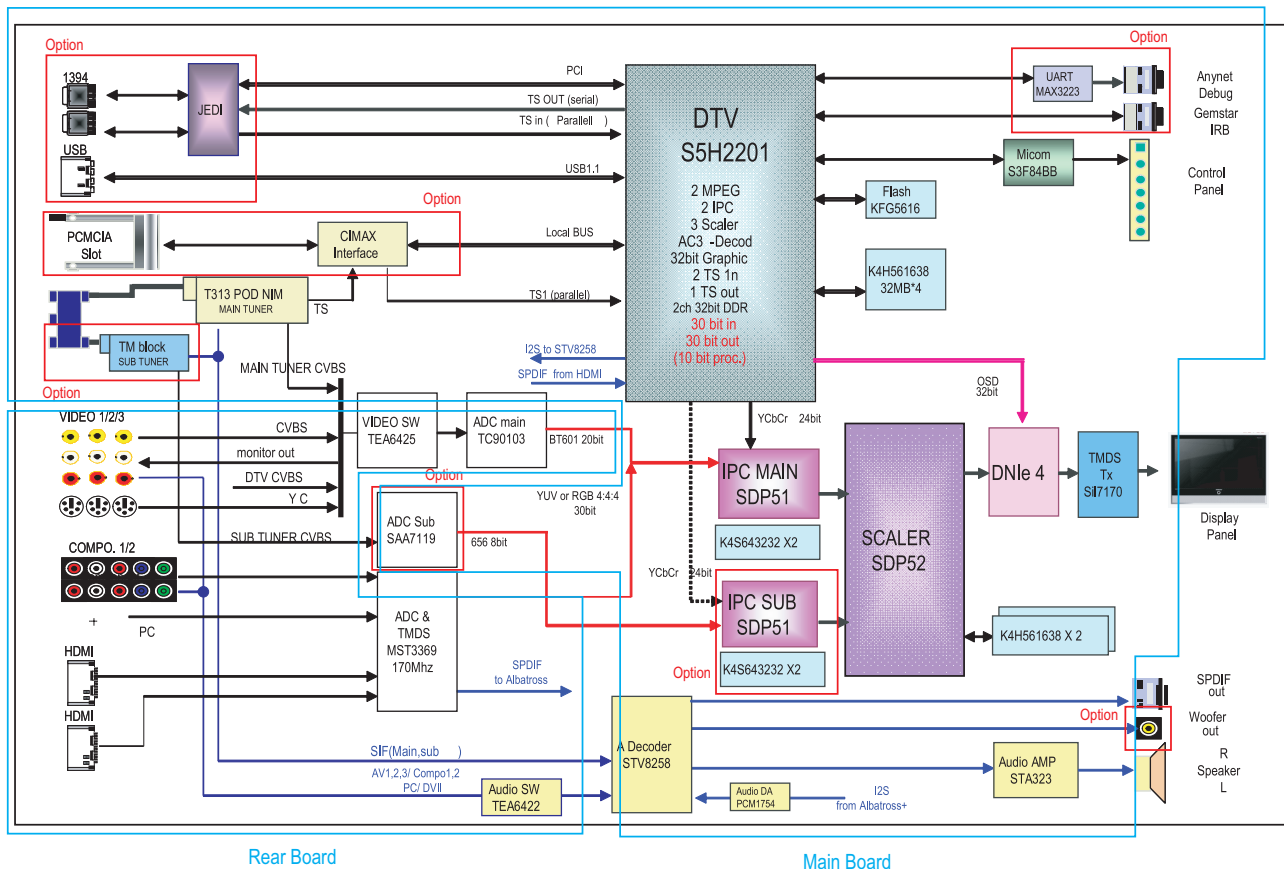 Option
1394
JEDI
USB
PCI
TS OUT (serial)
TS in ( Parallell )
USB1.1
Option
PCMCIA
Slot
CIMAX
Interface
Local BUS
T313 POD NIM
MAIN TUNER
TS
TS1 (parallel)
TM block
SUB TUNER
Option
MAIN TUNER CVBS
I2S to STV8258
SPDIF from HDMI
DTV
S5H2201
2 MPEG
2 IPC
3 Scaler
AC3 -Decod
32bit Graphic
2 TS 1n
1 TS out
2ch 32bit DDR
30 bit in
30 bit out
(10 bit proc.)
Option
UART
MAX3223
Anynet
Debug
Gemstar
IRB
Micom
S3F84BB
Control
Panel
Flash
KFG5616
K4H561638
32MB*4
OSD
32bit
VIDEO 1/2/3
CVBS
monitor out
DTV CVBS
Y C
VIDEO SW
TEA6425
ADC main
TC90103
BT601 20bit
YCbCr 24bit
Option
YUV or RGB 4:4:4
30bit
ADC Sub
SAA7119
656 8bit
SUB TUNER CVBS
IPC MAIN
SDP51
K4S643232 X2
YCbCr 24bit
IPC SUB
SDP51
K4S643232 X2
Option
SCALER
SDP52
DNIe 4
TMDS
Tx
Sil7170
Display
Panel
K4H561638 X 2
COMPO. 1/2
+
PC
HDMI
HDMI
ADC &
TMDS
MST3369
170Mhz
SPDIF
to Albatross
SIF(Main,sub )
AV1,2,3/ Compo1,2
PC/ DVII
Audio SW
TEA6422
A Decoder
STV8258
Audio DA
PCM1754
I2S
from Albatross+
Audio AMP
STA323
SPDIF
out
Option
Woofer
out
R
Speaker
L
Rear Board
Main Board